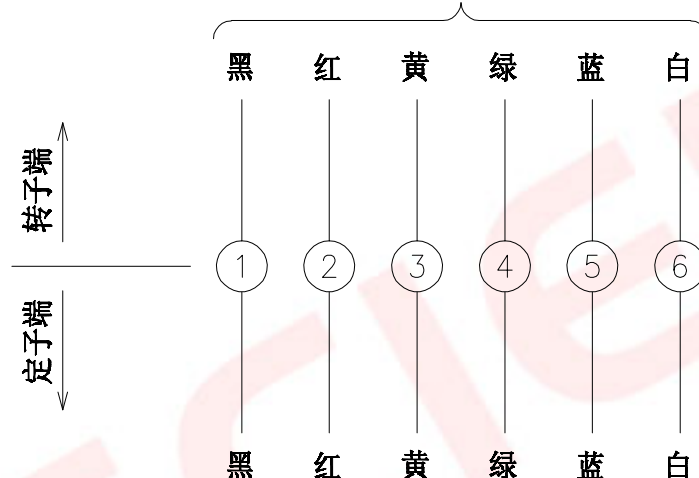 黑 红 黄 绿 蓝 白
转子端
1 2 3 4 5 6
定子端
黑 红 黄 绿 蓝 白